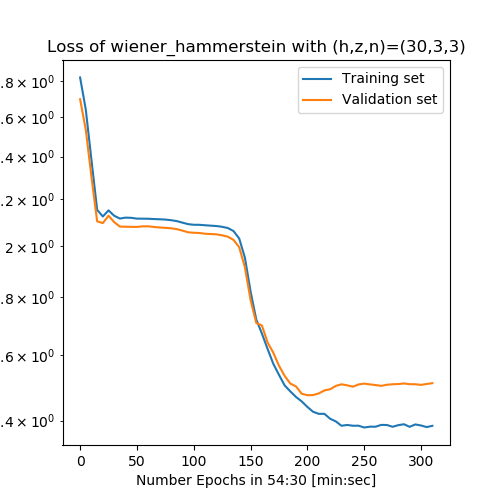 Loss of wiener_hammerstein with (h,z,n)=(30,3,3)
Training set
Validation set
.8 × 10⁰
.6 × 10⁰
.4 × 10⁰
.2 × 10⁰
2 × 10⁰
.8 × 10⁰
.6 × 10⁰
.4 × 10⁰
0 50 100 150 200 250 300
Number Epochs in 54:30 [min:sec]